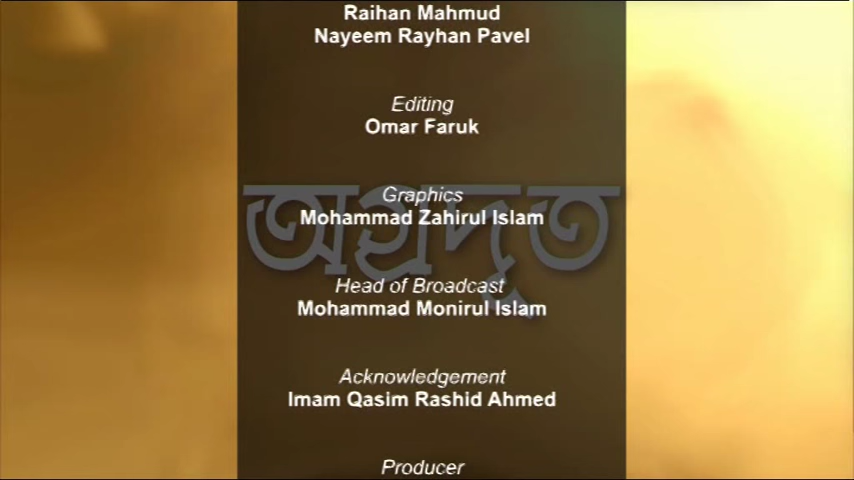 Raihan Mahmud
Nayeem Rayhan Pavel
Editing
Omar Faruk
Graphics
Mohammad Zahirul Islam
অগ্রদূত
Head of Broadcast
Mohammad Monirul Islam
Acknowledgement
Imam Qasim Rashid Ahmed
Producer